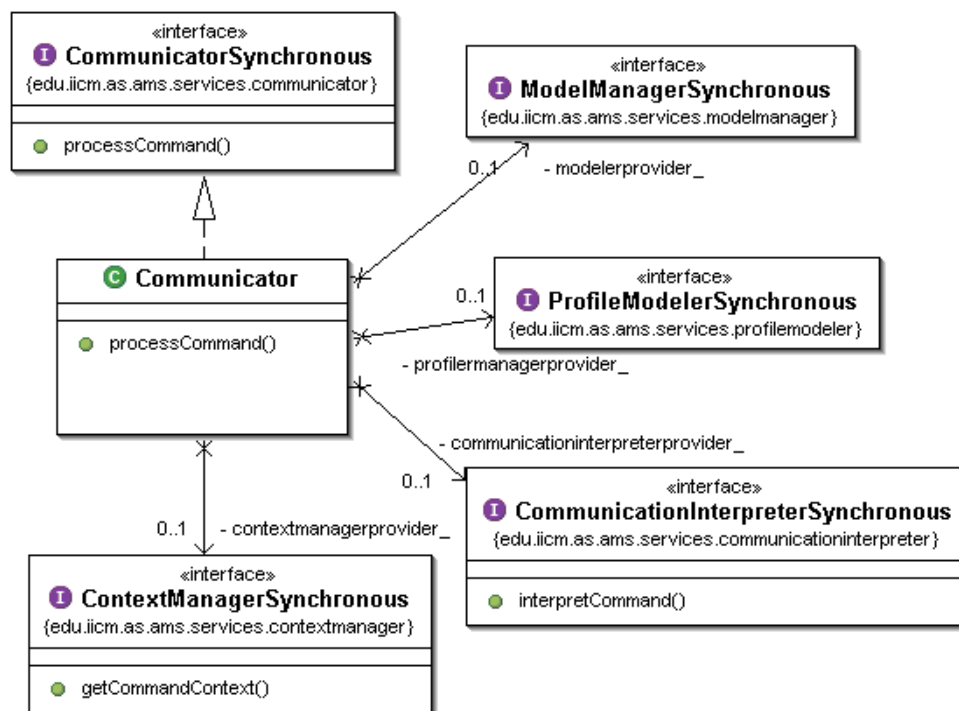 «interface»
I CommunicatorSynchronous
{edu.iicm.as.ams.services.communicator}
processCommand()
«interface»
I ModelManagerSynchronous
{edu.iicm.as.ams.services.modelmanager}
0..1
- modelerprovider_
C Communicator
processCommand()
«interface»
I ProfileModelerSynchronous
{edu.iicm.as.ams.services.profilemodeler}
0..1
- profilermanagerprovider_
- communicationinterpreterprovider_
0..1
«interface»
I CommunicationInterpreterSynchronous
{edu.iicm.as.ams.services.communicationinterpreter}
interpretCommand()
0..1
- contextmanagerprovider_
«interface»
I ContextManagerSynchronous
{edu.iicm.as.ams.services.contextmanager}
getCommandContext()